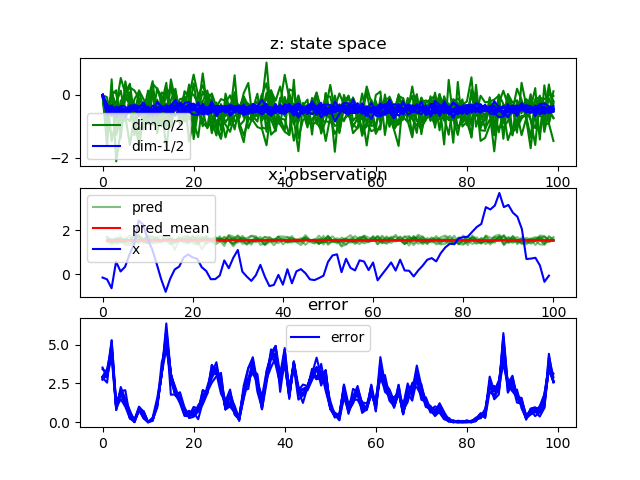 z: state space
0
−2
dim-0/2
dim-1/2
0 20 40 60 80 100
x: observation
2
0
pred
pred_mean
x
0 20 40 60 80 100
error
5.0
2.5
0.0
error
0 20 40 60 80 100